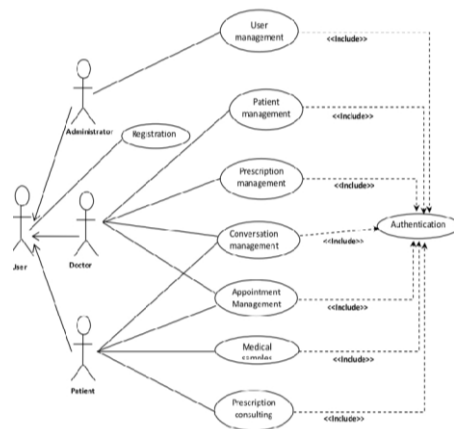 User
management
<<Include>>
Administrator
Registration
Patient
management
<<Include>>
Prescription
management
<<Include>>
User
Doctor
Conversation
management
<<Include>>
Authentication
Appointment
Management
<<Include>>
Medical
<<Include>>
Patient
Prescription
consulting
<<Include>>